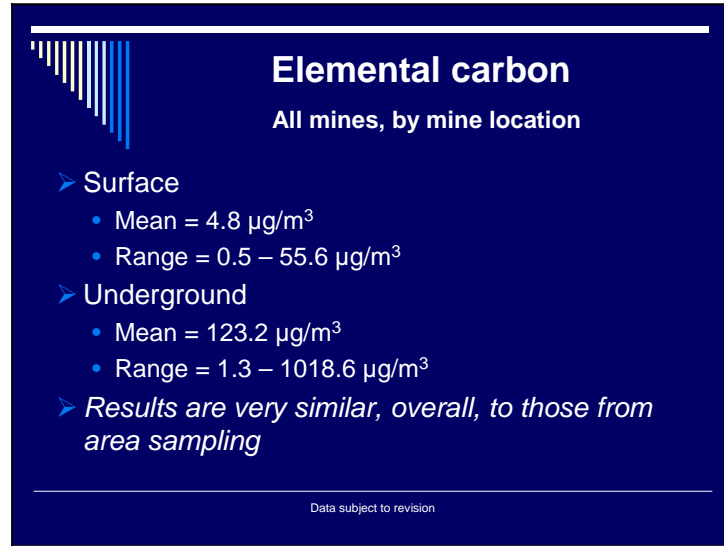 Elemental carbon
All mines, by mine location
➢ Surface
• Mean = 4.8 µg/m³
• Range = 0.5 – 55.6 µg/m³
➢ Underground
• Mean = 123.2 µg/m³
• Range = 1.3 – 1018.6 µg/m³
➢ Results are very similar, overall, to those from
area sampling
Data subject to revision